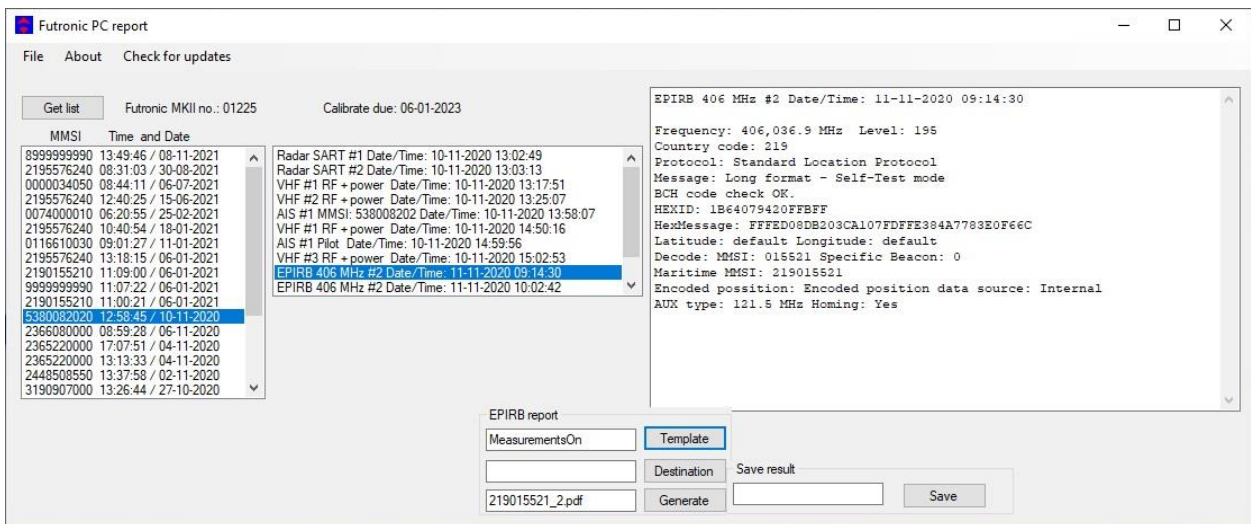 Futronic PC report
File About Check for updates
Get list Futronic MKII no.: 01225 Calibrate due: 06-01-2023
MMSI Time and Date
8999999990 13:49:46 / 08-11-2021
2195576240 08:31:03 / 30-08-2021
0000034050 08:44:11 / 06-07-2021
2195576240 12:40:25 / 15-06-2021
0074000010 06:20:55 / 25-02-2021
2195576240 10:40:54 / 18-01-2021
0116610030 09:01:27 / 11-01-2021
2195576240 13:18:15 / 06-01-2021
2190155210 11:09:00 / 06-01-2021
9999999990 11:07:22 / 06-01-2021
2190155210 11:00:21 / 06-01-2021
5380082020 12:58:45 / 10-11-2020
2366080000 08:59:28 / 06-11-2020
2365220000 17:07:51 / 04-11-2020
2365220000 13:13:33 / 04-11-2020
2448508550 13:37:58 / 02-11-2020
3190907000 13:26:44 / 27-10-2020
Radar SART #1 Date/Time: 10-11-2020 13:02:49
Radar SART #2 Date/Time: 10-11-2020 13:03:13
VHF #1 RF + power Date/Time: 10-11-2020 13:17:51
VHF #2 RF + power Date/Time: 10-11-2020 13:25:07
AIS #1 MMSI: 538008202 Date/Time: 10-11-2020 13:58:07
VHF #1 RF + power Date/Time: 10-11-2020 14:50:16
AIS #1 Pilot Date/Time: 10-11-2020 14:59:56
VHF #3 RF + power Date/Time: 10-11-2020 15:02:53
EPIRB 406 MHz #2 Date/Time: 11-11-2020 09:14:30
EPIRB 406 MHz #2 Date/Time: 11-11-2020 10:02:42
EPIRB 406 MHz #2 Date/Time: 11-11-2020 09:14:30
Frequency: 406,036.9 MHz Level: 195
Country code: 219
Protocol: Standard Location Protocol
Message: Long format - Self-Test mode
BCH code check OK.
HEXID: 1B64079420FFBFF
HexMessage: FFFED08DB203CA107FDFFE384A7783E0F66C
Latitude: default Longitude: default
Decode: MMSI: 015521 Specific Beacon: 0
Maritime MMSI: 219015521
Encoded possition: Encoded position data source: Internal
AUX type: 121.5 MHz Homing: Yes
EPIRB report
MeasurementsOn Template
Destination
219015521_2.pdf Generate
Save result
Save